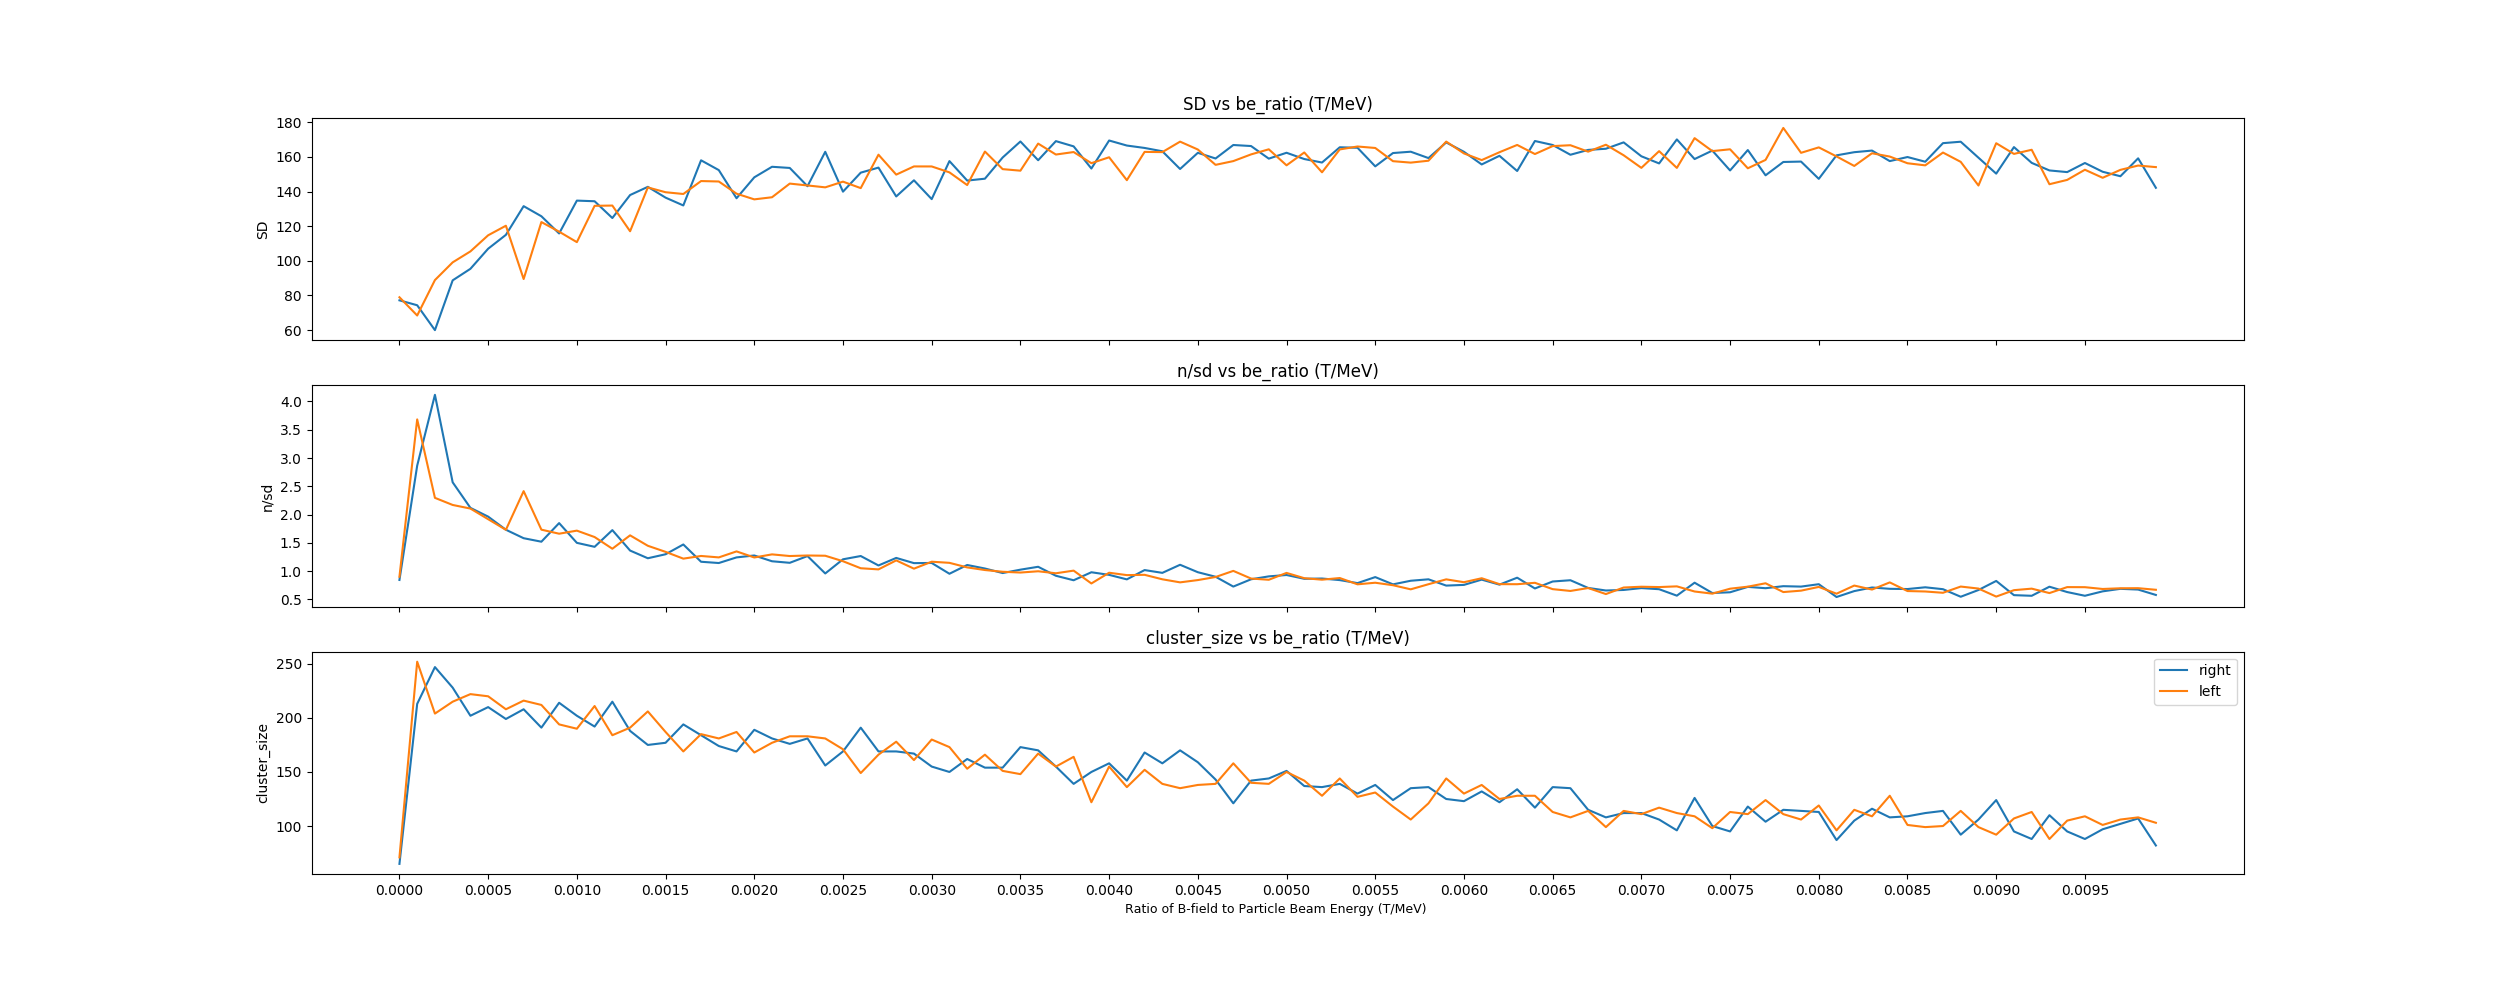 SD vs be_ratio (T/MeV)
180
160
140
120
100
80
60
SD
n/sd vs be_ratio (T/MeV)
4.0
3.5
3.0
2.5
2.0
1.5
1.0
0.5
n/sd
cluster_size vs be_ratio (T/MeV)
250
200
150
100
cluster_size
right
left
0.0000 0.0005 0.0010 0.0015 0.0020 0.0025 0.0030 0.0035 0.0040 0.0045 0.0050 0.0055 0.0060 0.0065 0.0070 0.0075 0.0080 0.0085 0.0090 0.0095
Ratio of B-field to Particle Beam Energy (T/MeV)